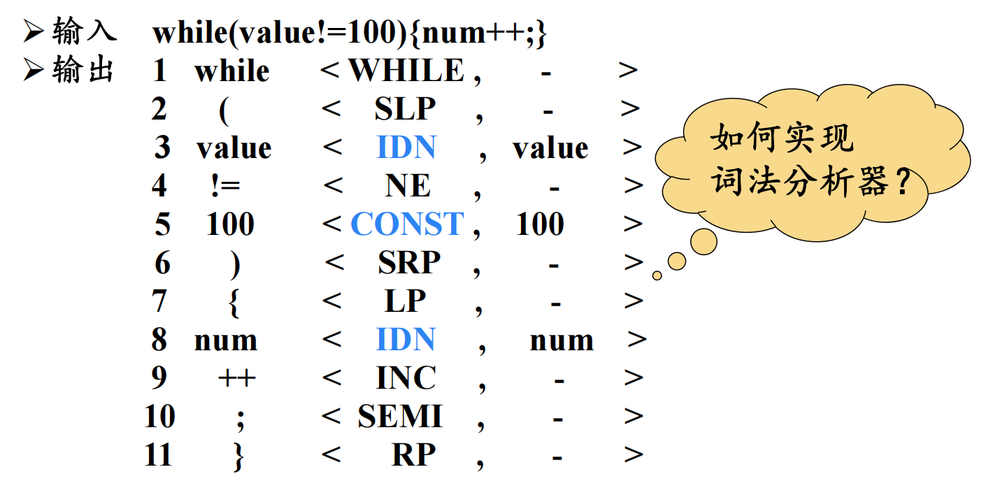 ➢输入 while(value!=100){num++;}
➢输出 1 while < WHILE , - >
2 ( < SLP , - >
3 value < IDN , value >
4 != < NE , - >
5 100 < CONST , 100 >
6 ) < SRP , - >
7 { < LP , - >
8 num < IDN , num >
9 ++ < INC , - >
10 ; < SEMI , - >
11 } < RP , - >
如何实现
词法分析器?